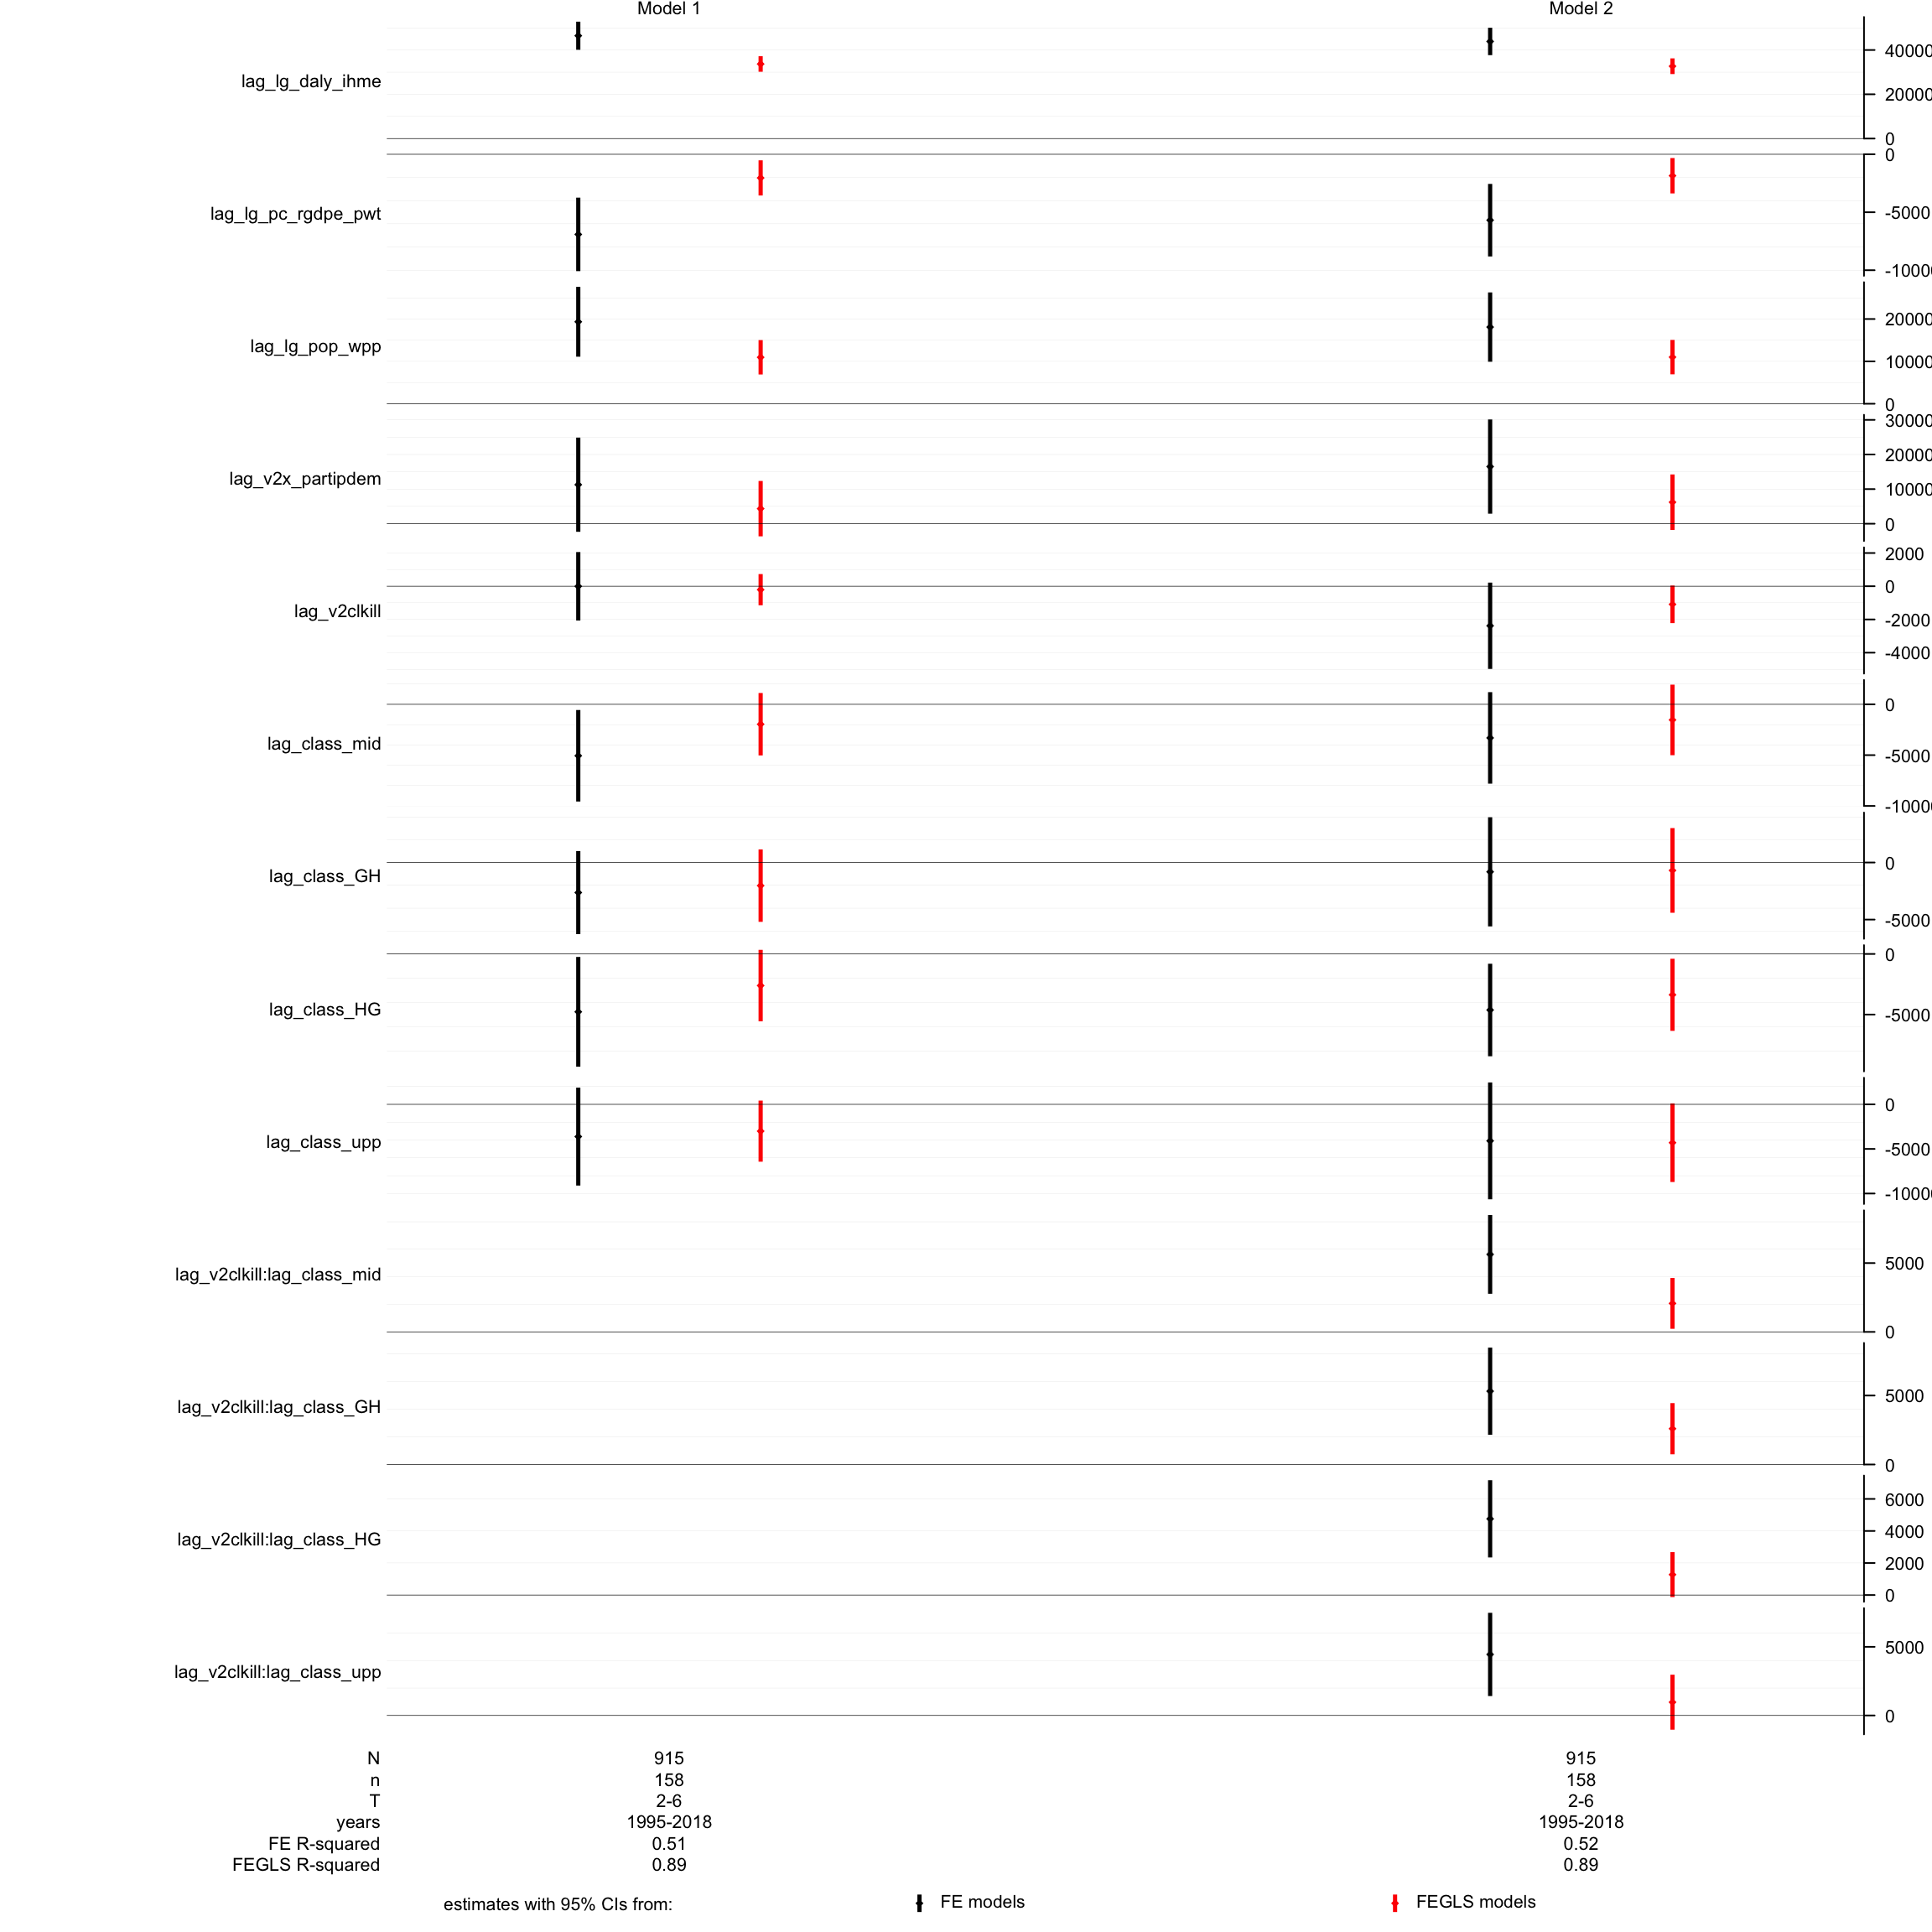 Model 1 Model 2
40000
lag_lg_daly_ihme
20000
0
0
lag_lg_pc_rgdpe_pwt -5000
-10000
20000
lag_lg_pop_wpp
10000
0
30000
20000
lag_v2x_partipdem
10000
0
2000
0
lag_v2clkill
-2000
-4000
0
lag_class_mid
-5000
-10000
0
lag_class_GH
-5000
0
lag_class_HG
-5000
0
lag_class_upp
-5000
-10000
5000
lag_v2clkill:lag_class_mid
0
5000
lag_v2clkill:lag_class_GH
0
6000
4000
lag_v2clkill:lag_class_HG
2000
0
5000
lag_v2clkill:lag_class_upp
0
N 915 915
n 158 158
T 2-6 2-6
years 1995-2018 1995-2018
FE R-squared 0.51 0.52
FEGLS R-squared 0.89 0.89
estimates with 95% CIs from: FE models FEGLS models